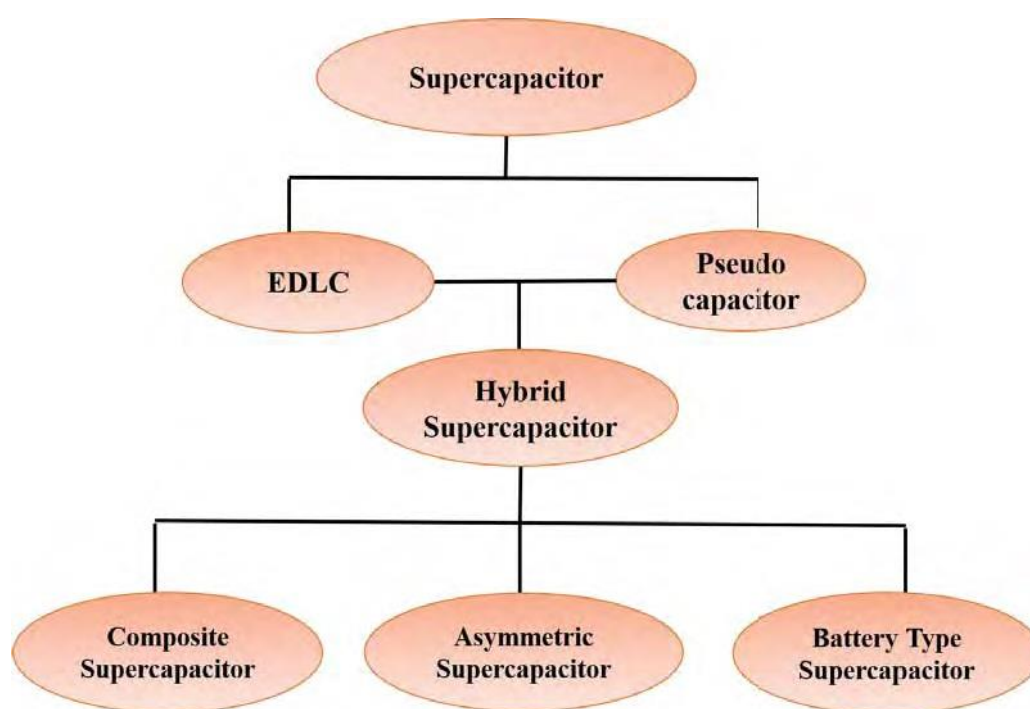 Supercapacitor
EDLC
Pseudo
capacitor
Hybrid
Supercapacitor
Composite
Supercapacitor
Asymmetric
Supercapacitor
Battery Type
Supercapacitor